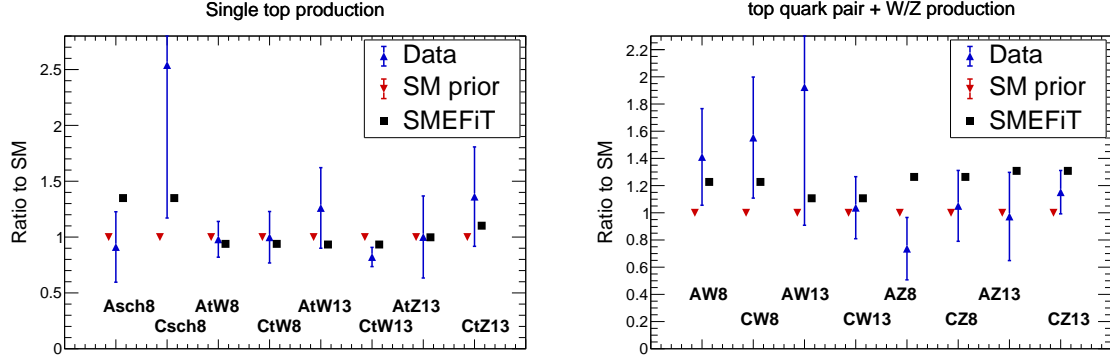 Single top production
Ratio to SM
2.5
2
1.5
1
0.5
0
Data
SM prior
SMEFiT
Asch8
Csch8
AtW8
CtW8
AtW13
CtW13
AtZ13
CtZ13
top quark pair + W/Z production
Ratio to SM
2.2
2
1.8
1.6
1.4
1.2
1
0.8
0.6
0.4
0.2
0
Data
SM prior
SMEFiT
AW8
CW8
AW13
CW13
AZ8
CZ8
AZ13
CZ13